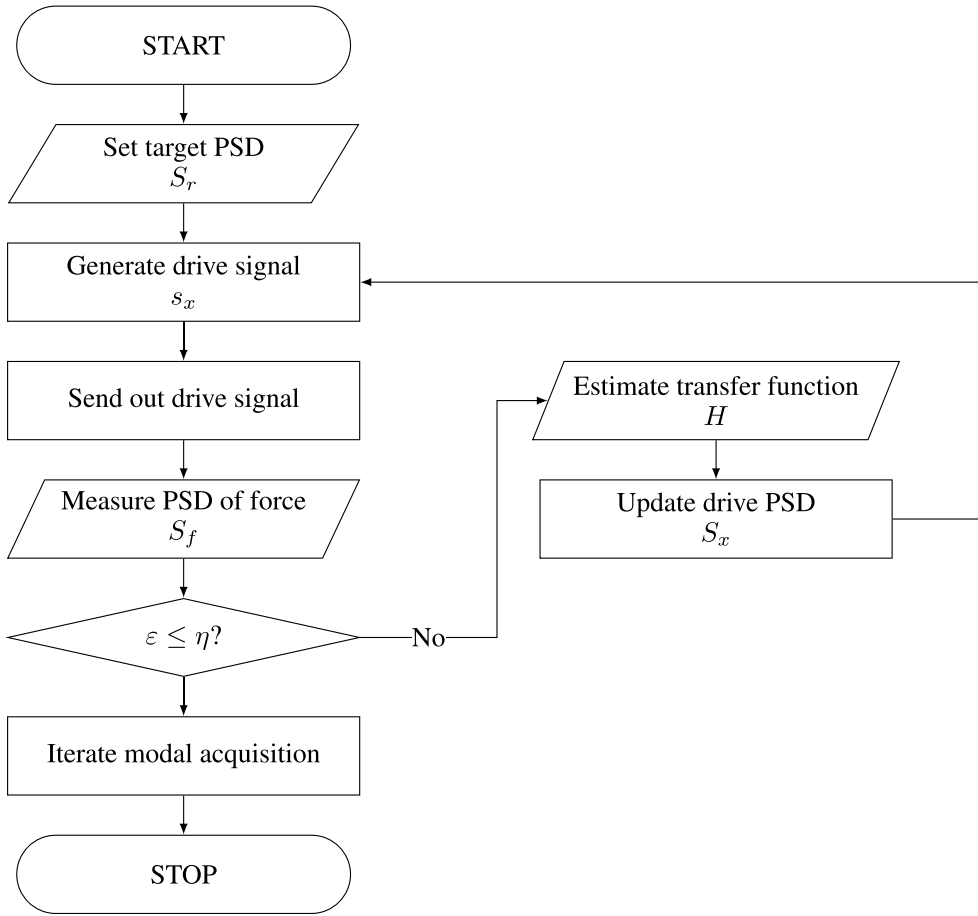 START
Set target PSD
S_r
Generate drive signal
s_x
Send out drive signal
Measure PSD of force
S_f
ε ≤ η?
No
Estimate transfer function
H
Update drive PSD
S_x
Iterate modal acquisition
STOP